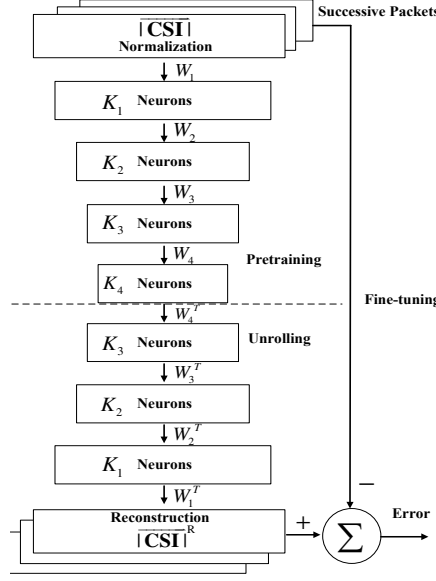 Successive Packets
|CSI|
Normalization
W₁
K₁ Neurons
W₂
K₂ Neurons
W₃
K₃ Neurons
W₄
Pretraining
K₄ Neurons
Fine-tuning
W₄ᵀ
Unrolling
K₃ Neurons
W₃ᵀ
K₂ Neurons
W₂ᵀ
K₁ Neurons
W₁ᵀ
−
Reconstruction
|CSI|ᴿ
+
∑
Error